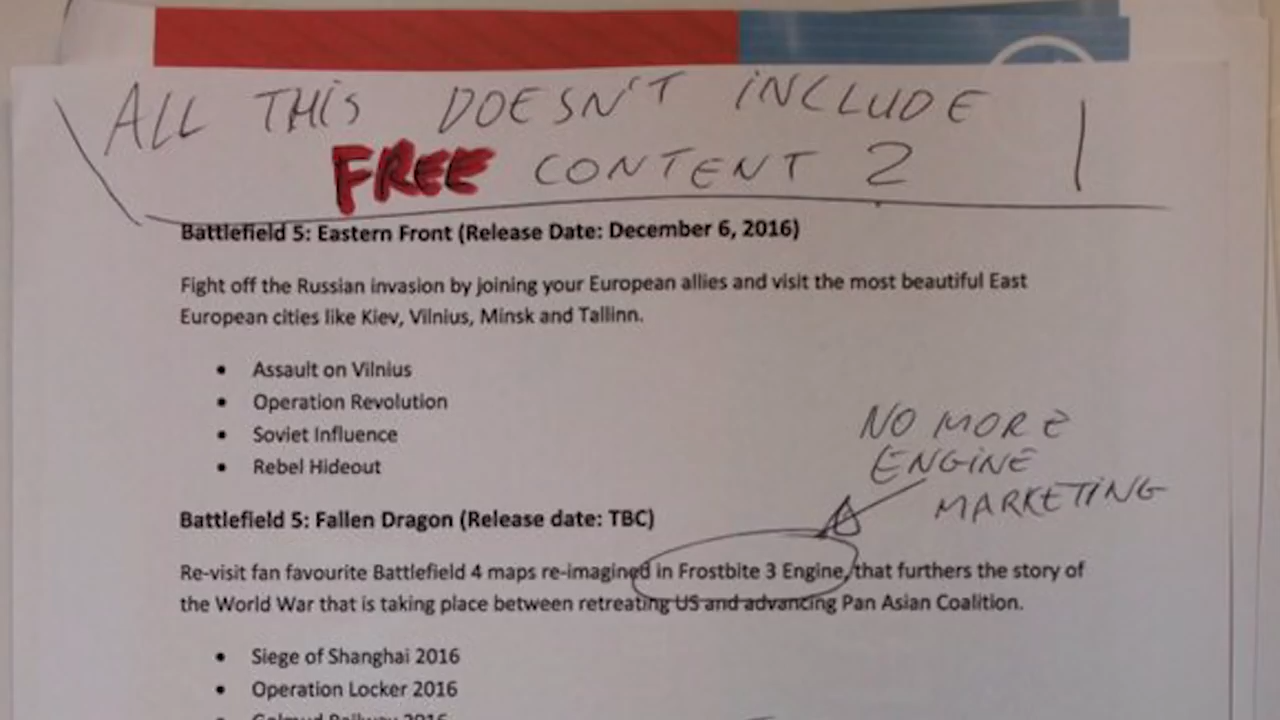 ALL THIS DOESN'T INCLUDE
FREE CONTENT 2
Battlefield 5: Eastern Front (Release Date: December 6, 2016)
Fight off the Russian invasion by joining your European allies and visit the most beautiful East
European cities like Kiev, Vilnius, Minsk and Tallinn.
• Assault on Vilnius
• Operation Revolution
• Soviet Influence
• Rebel Hideout
NO MORE
ENGINE
MARKETING
Battlefield 5: Fallen Dragon (Release date: TBC)
Re-visit fan favourite Battlefield 4 maps re-imagined in Frostbite 3 Engine, that furthers the story of
the World War that is taking place between retreating US and advancing Pan Asian Coalition.
• Siege of Shanghai 2016
• Operation Locker 2016
• Golmud Railway 2016